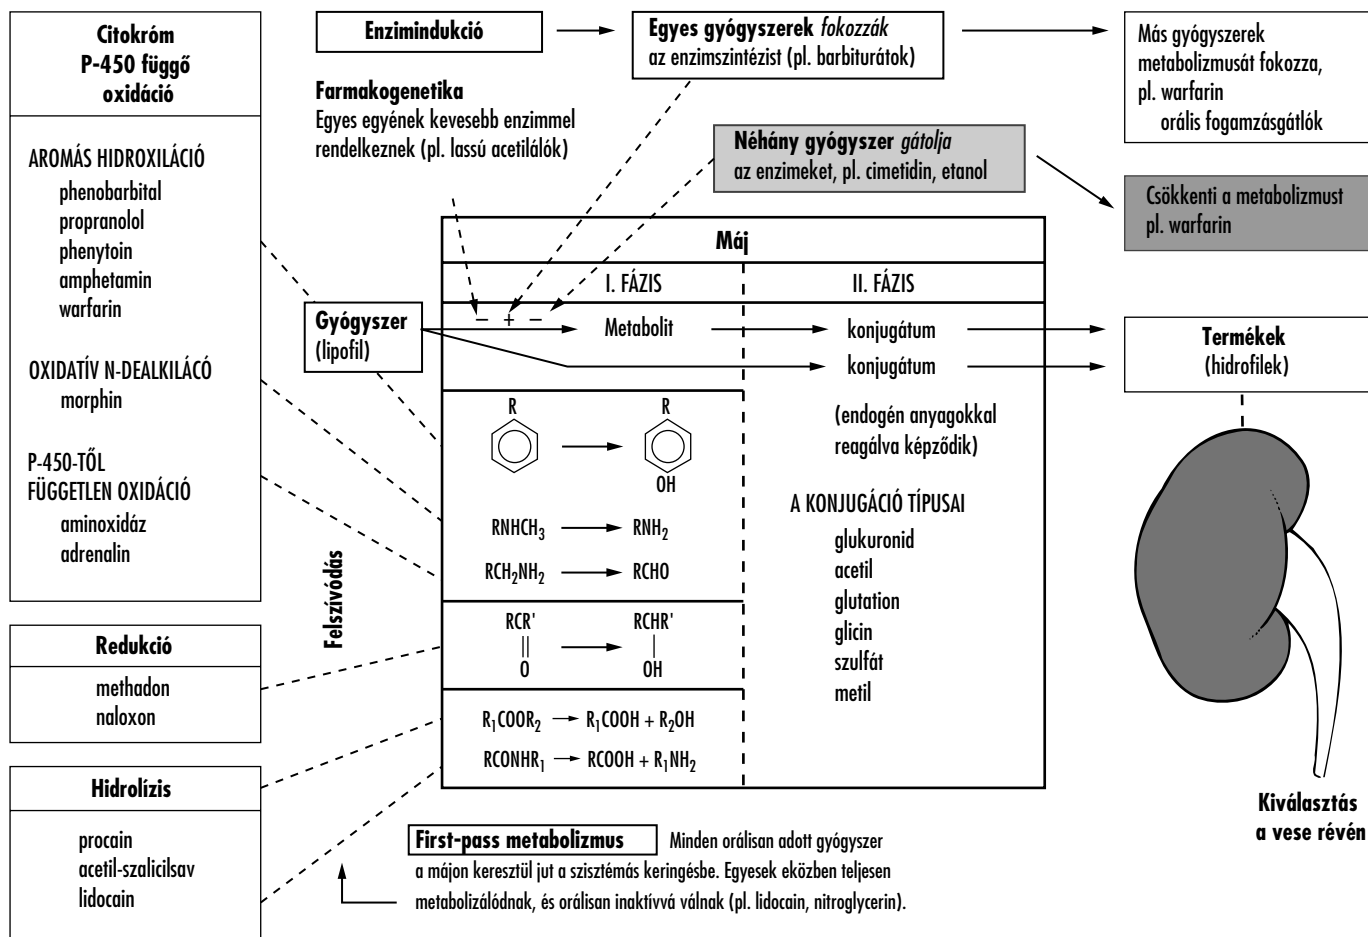 Citokróm
P-450 függő
oxidáció
AROMÁS HIDROXILÁCIÓ
phenobarbital
propranolol
phenytoin
amphetamin
warfarin
OXIDATÍV N-DEALKILÁCÓ
morphin
P-450-TŐL
FÜGGETLEN OXIDÁCIÓ
aminoxidáz
adrenalin
Redukció
methadon
naloxon
Hidrolízis
procain
acetil-szalicilsav
lidocain
Enzimindukció
Egyes gyógyszerek fokozzák
az enzimszintézist (pl. barbiturátok)
Más gyógyszerek
metabolizmusát fokozza,
pl. warfarin
orális fogamzásgátlók
Farmakogenetika
Egyes egyének kevesebb enzimmel
rendelkeznek (pl. lassú acetilálók)
Néhány gyógyszer gátolja
az enzimeket, pl. cimetidin, etanol
Csökkenti a metabolizmust
pl. warfarin
Máj
I. FÁZIS
II. FÁZIS
Gyógyszer
(lipofil)
– + –
Metabolit
konjugátum
konjugátum
Termékek
(hidrofilek)
R
R
OH
RNHCH₃
RNH₂
RCH₂NH₂
RCHO
RCR'
O
RCHR'
OH
R₁COOR₂ → R₁COOH + R₂OH
RCONHR₁ → RCOOH + R₁NH₂
(endogén anyagokkal
reagálva képződik)
A KONJUGÁCIÓ TÍPUSAI
glukuronid
acetil
glutation
glicin
szulfát
metil
Felszívódás
First-pass metabolizmus Minden orálisan adott gyógyszer
a májon keresztül jut a szisztémás keringésbe. Egyesek eközben teljesen
metabolizálódnak, és orálisan inaktívvá válnak (pl. lidocain, nitroglycerin).
Kiválasztás
a vese révén